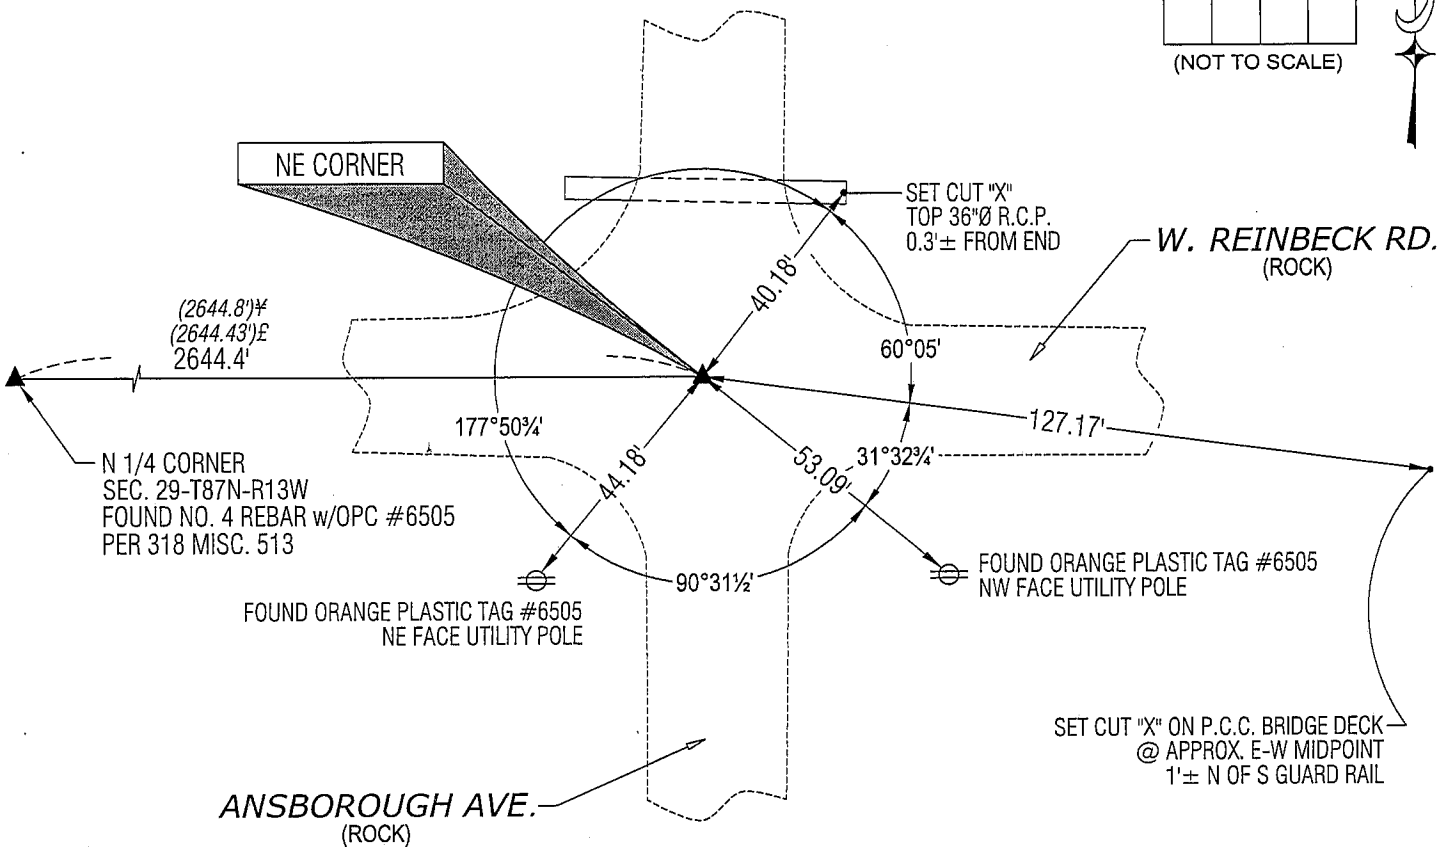 (NOT TO SCALE)
NE CORNER
SET CUT "X"
TOP 36"Ø R.C.P.
0.3'± FROM END
W. REINBECK RD.
(ROCK)
40.18'
(2644.8')¥
(2644.43')£
2644.4'
60°05'
127.17'
177°50¾'
31°32¾'
53.09'
44.18'
N 1/4 CORNER
SEC. 29-T87N-R13W
FOUND NO. 4 REBAR w/OPC #6505
PER 318 MISC. 513
90°31½'
FOUND ORANGE PLASTIC TAG #6505
NW FACE UTILITY POLE
FOUND ORANGE PLASTIC TAG #6505
NE FACE UTILITY POLE
SET CUT "X" ON P.C.C. BRIDGE DECK
@ APPROX. E-W MIDPOINT
1'± N OF S GUARD RAIL
ANSBOROUGH AVE.
(ROCK)